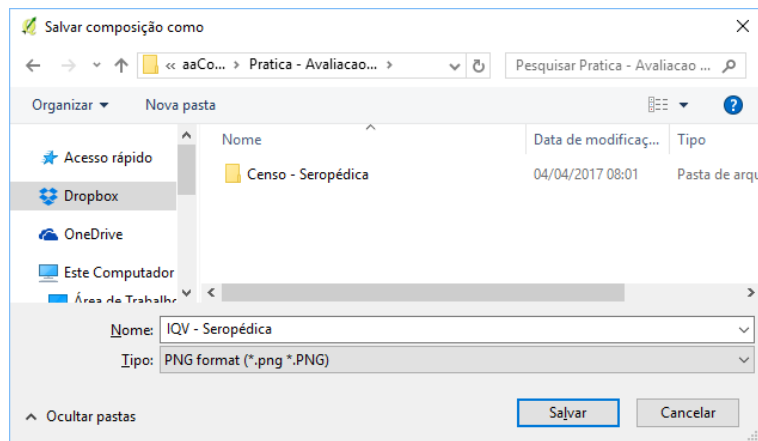 Salvar composição como
« aaCo... › Pratica - Avaliacao... ›
Pesquisar Pratica - Avaliacao ...
Organizar
Nova pasta
Nome
Data de modificaç...
Tipo
Acesso rápido
Censo - Seropédica
04/04/2017 08:01
Pasta de arqu
Dropbox
OneDrive
Este Computador
Área de Trabalho
Nome: IQV - Seropédica
Tipo: PNG format (*.png *.PNG)
Ocultar pastas
Salvar
Cancelar